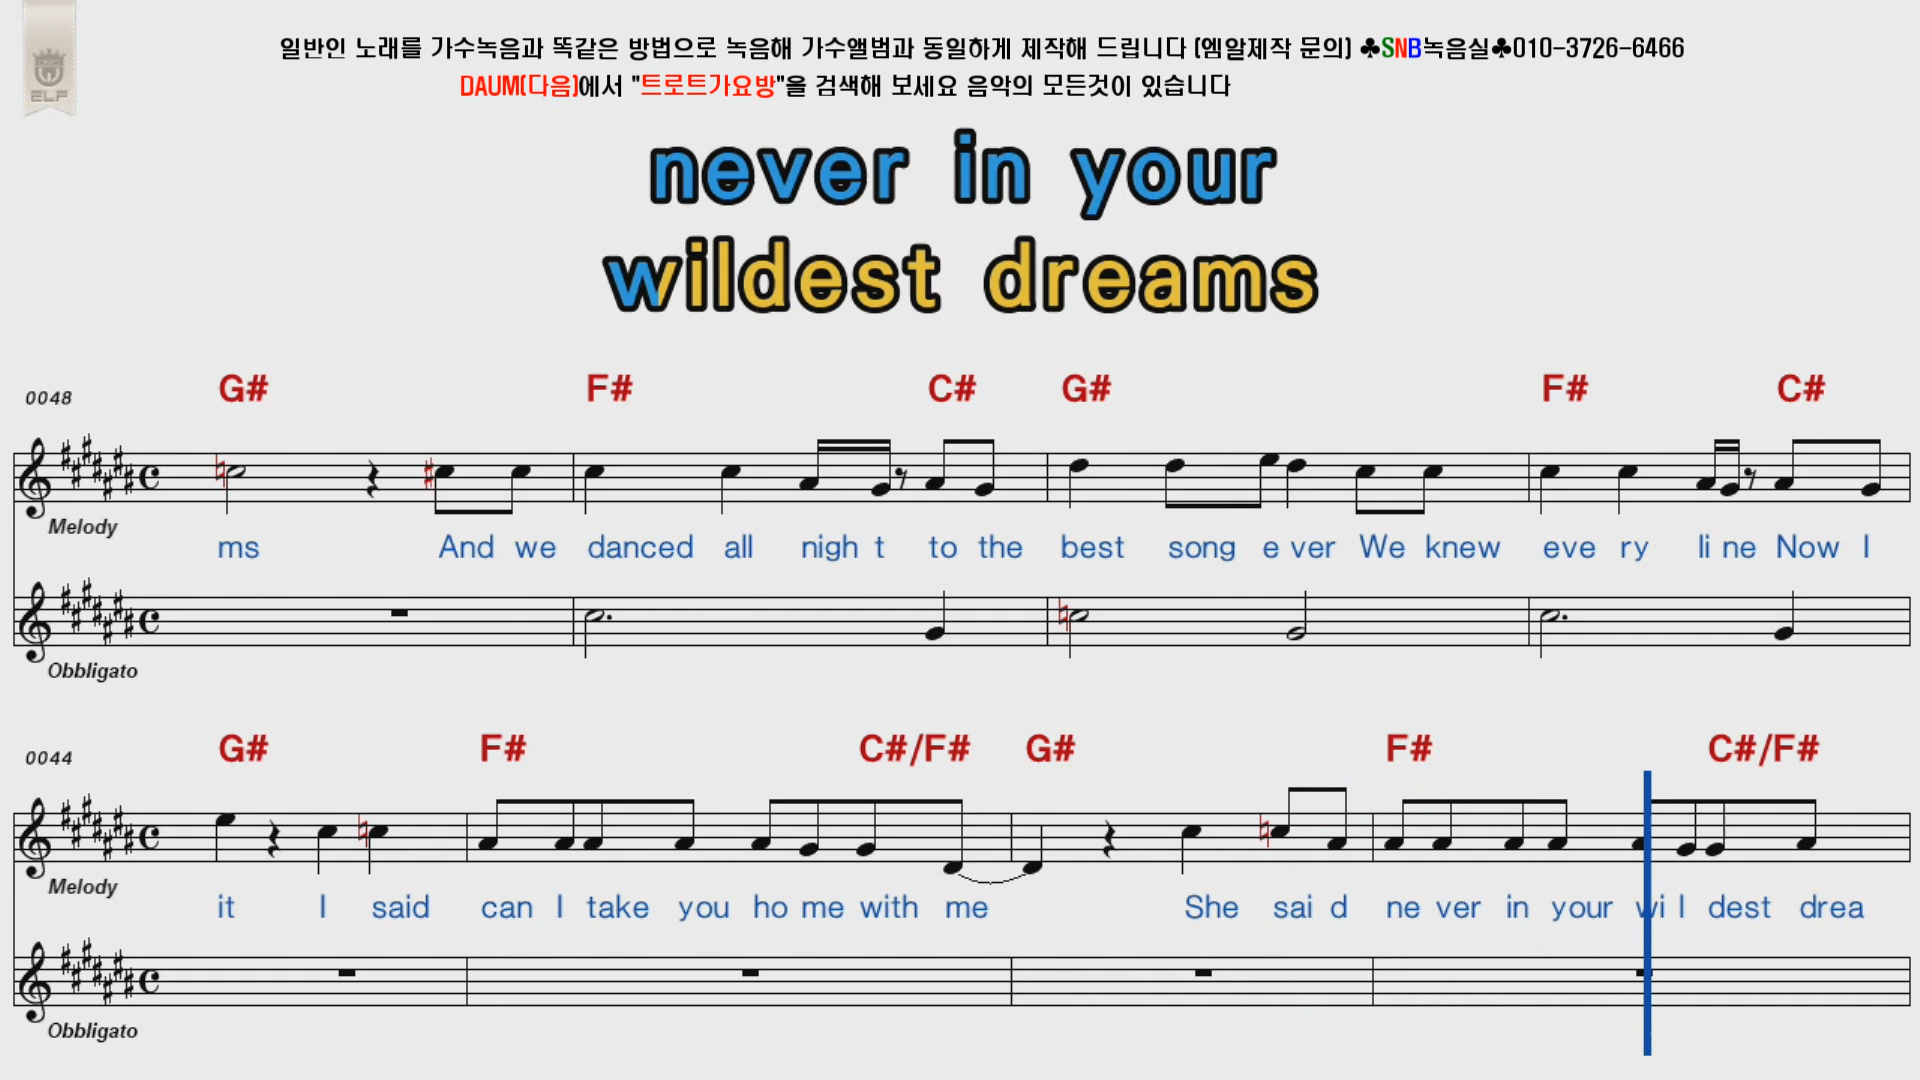 일반인 노래를 가수녹음과 똑같은 방법으로 녹음해 가수앨범과 동일하게 제작해 드립니다 (엠알제작 문의) ♣SNB녹음실♣010-3726-6466
ELF
DAUM(다음)에서 "트로트가요방"을 검색해 보세요 음악의 모든것이 있습니다
never in your
wildest dreams
0048 G# F# C# G# F# C#
Melody
ms And we danced all nigh t to the best song e ver We knew eve ry li ne Now I
Obbligato
0044 G# F# C#/F# G# F# C#/F#
Melody
it I said can I take you ho me with me She sai d ne ver in your wi l dest drea
Obbligato